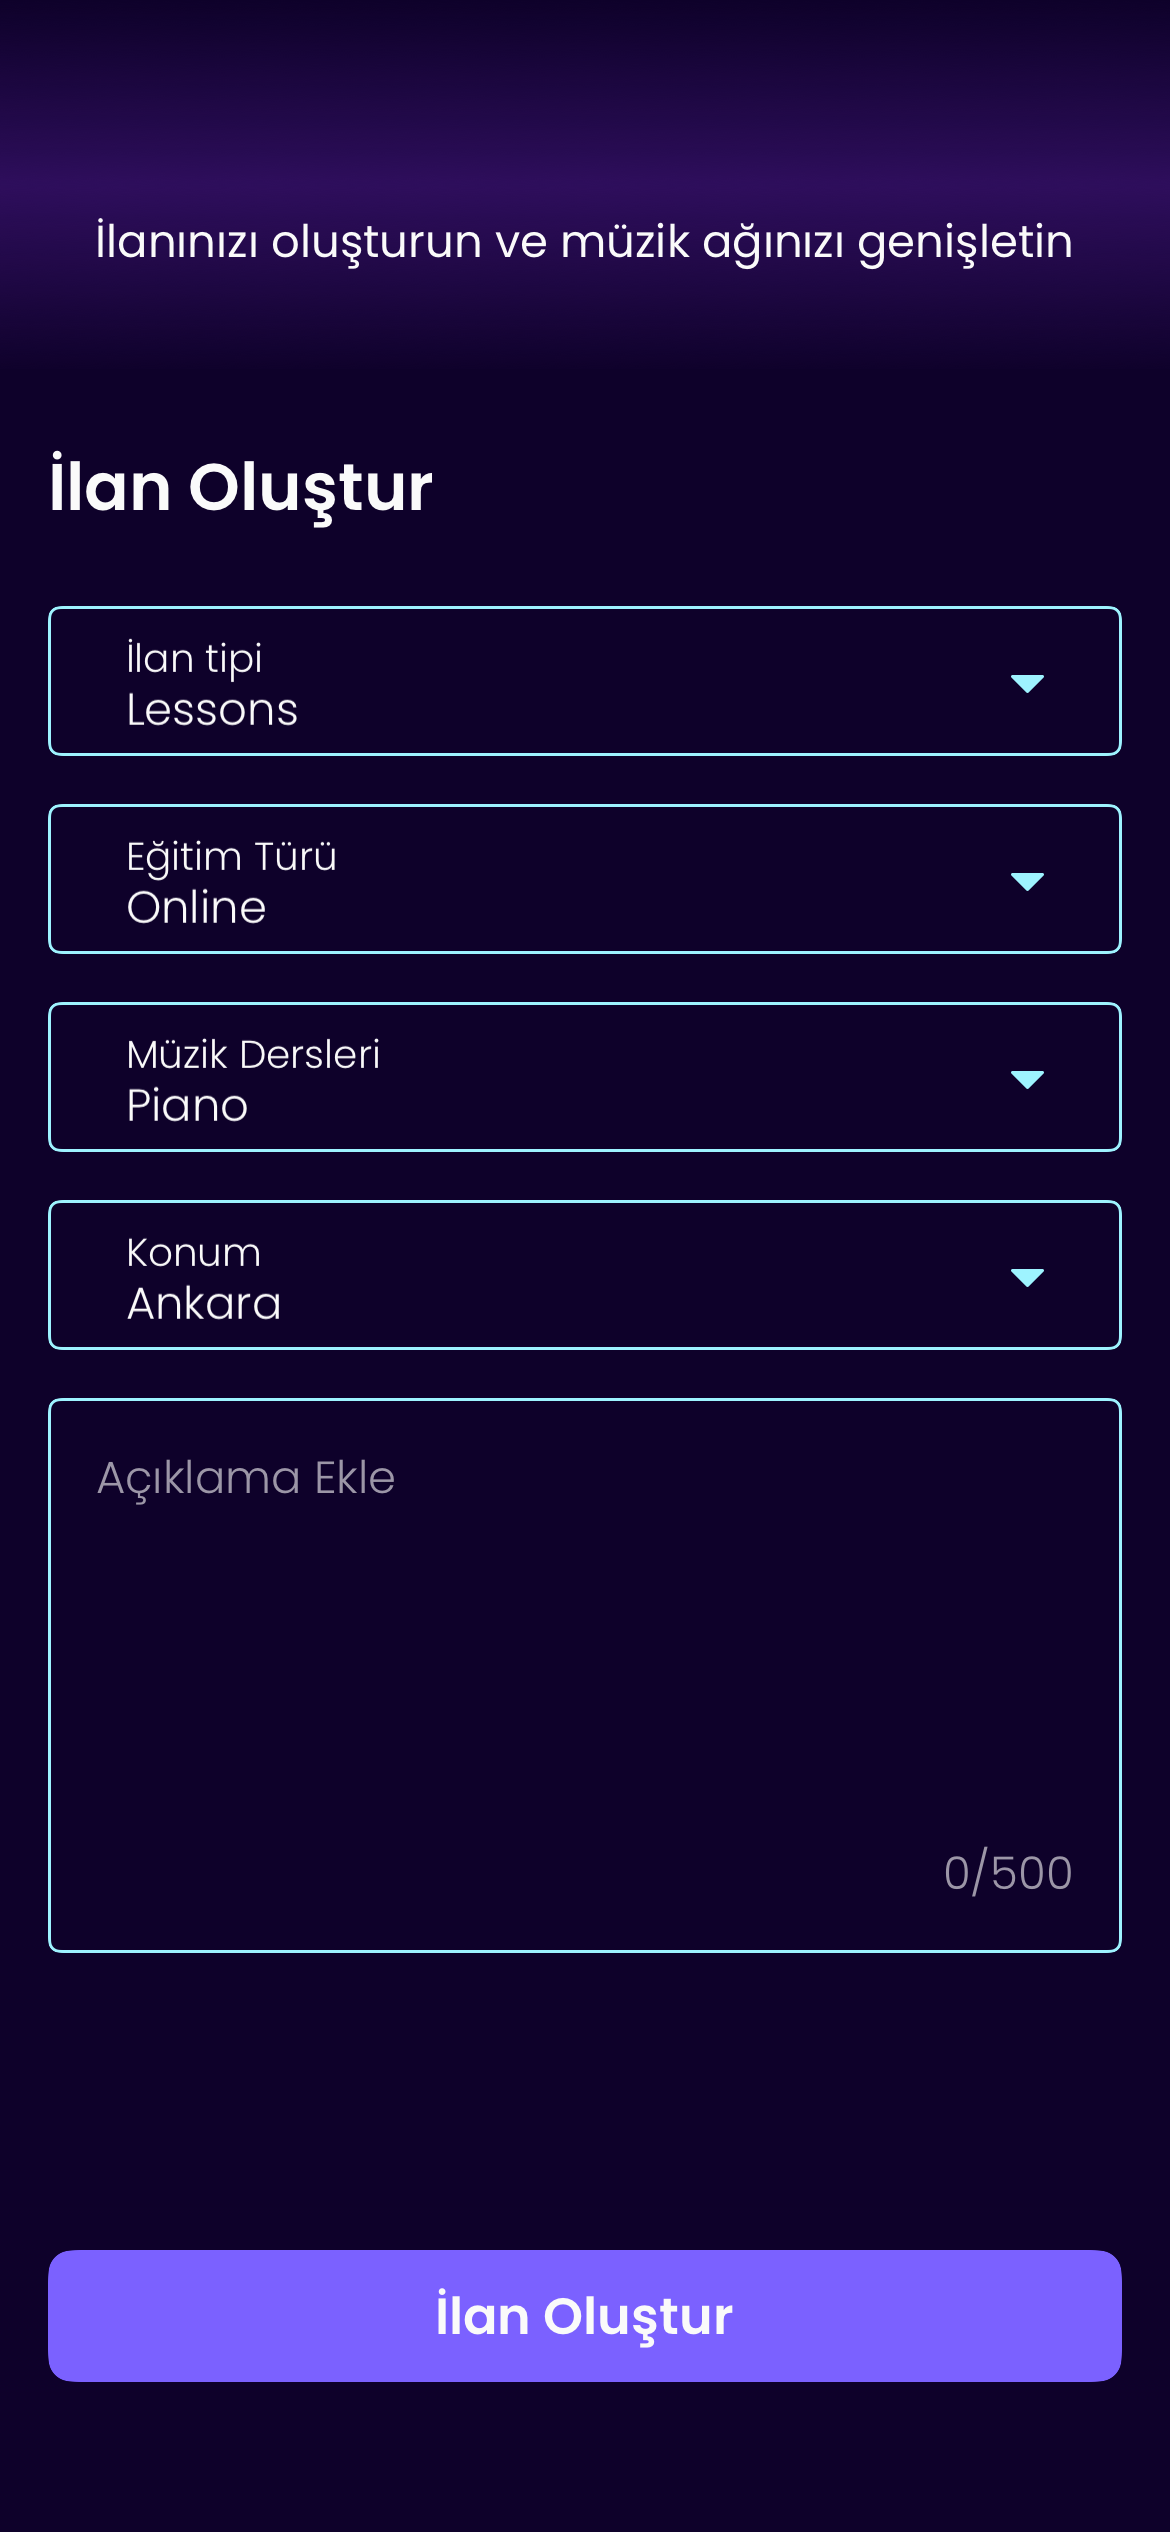 İlanınızı oluşturun ve müzik ağınızı genişletin
İlan Oluştur
İlan tipi
Lessons
Eğitim Türü
Online
Müzik Dersleri
Piano
Konum
Ankara
Açıklama Ekle
0/500
İlan Oluştur